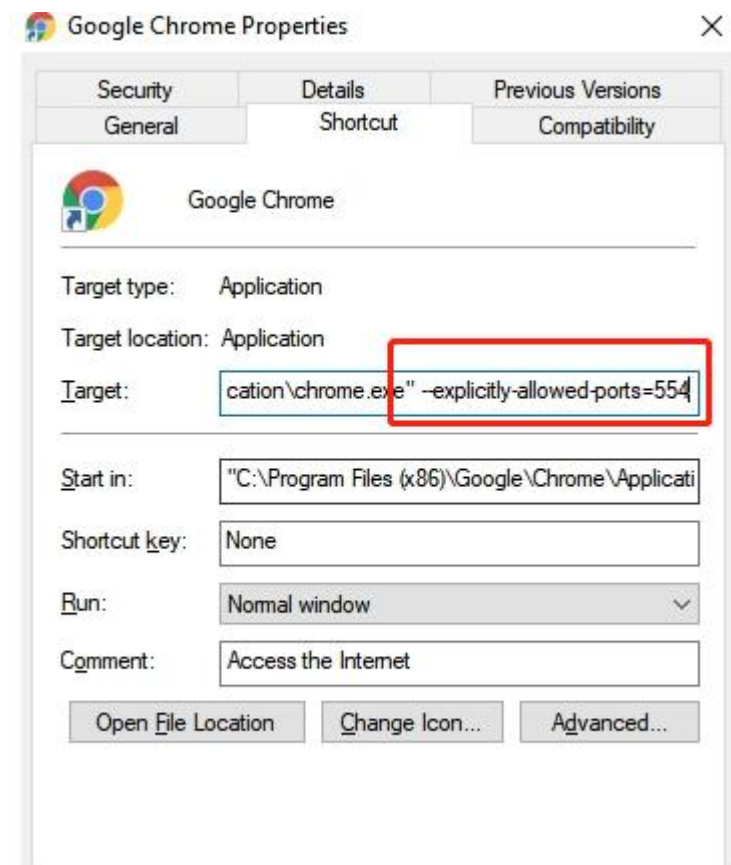 Google Chrome Properties
Security Details Previous Versions
General Shortcut Compatibility
Google Chrome
Target type: Application
Target location: Application
Target: cation\chrome.exe" --explicitly-allowed-ports=554
Start in: "C:\Program Files (x86)\Google\Chrome\Applicati
Shortcut key: None
Run: Normal window
Comment: Access the Internet
Open File Location Change Icon... Advanced...